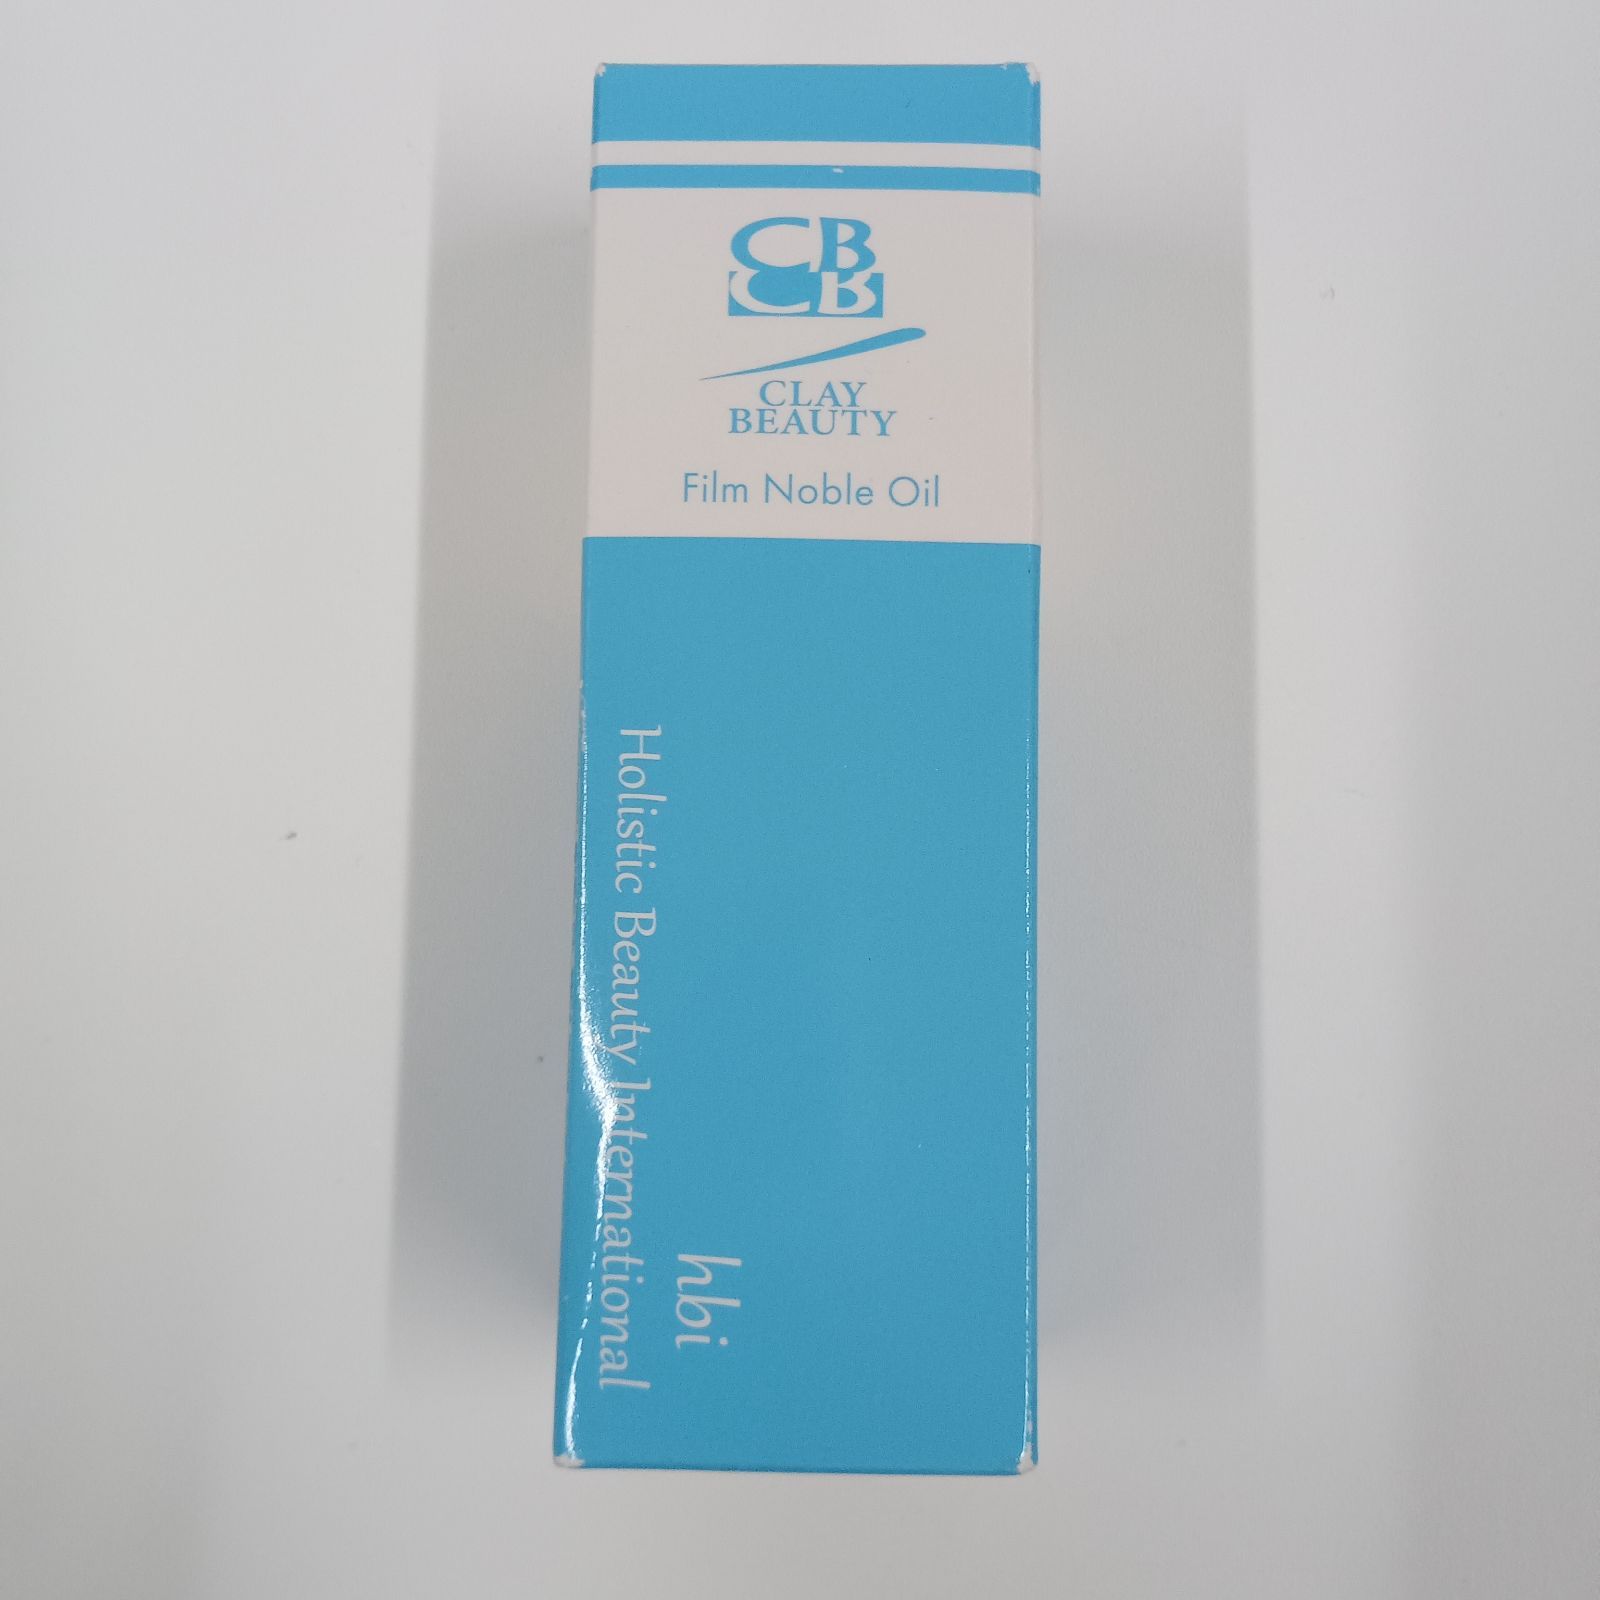 CB
CB
CLAY
BEAUTY
Film Noble Oil
hbi
Holistic Beauty International